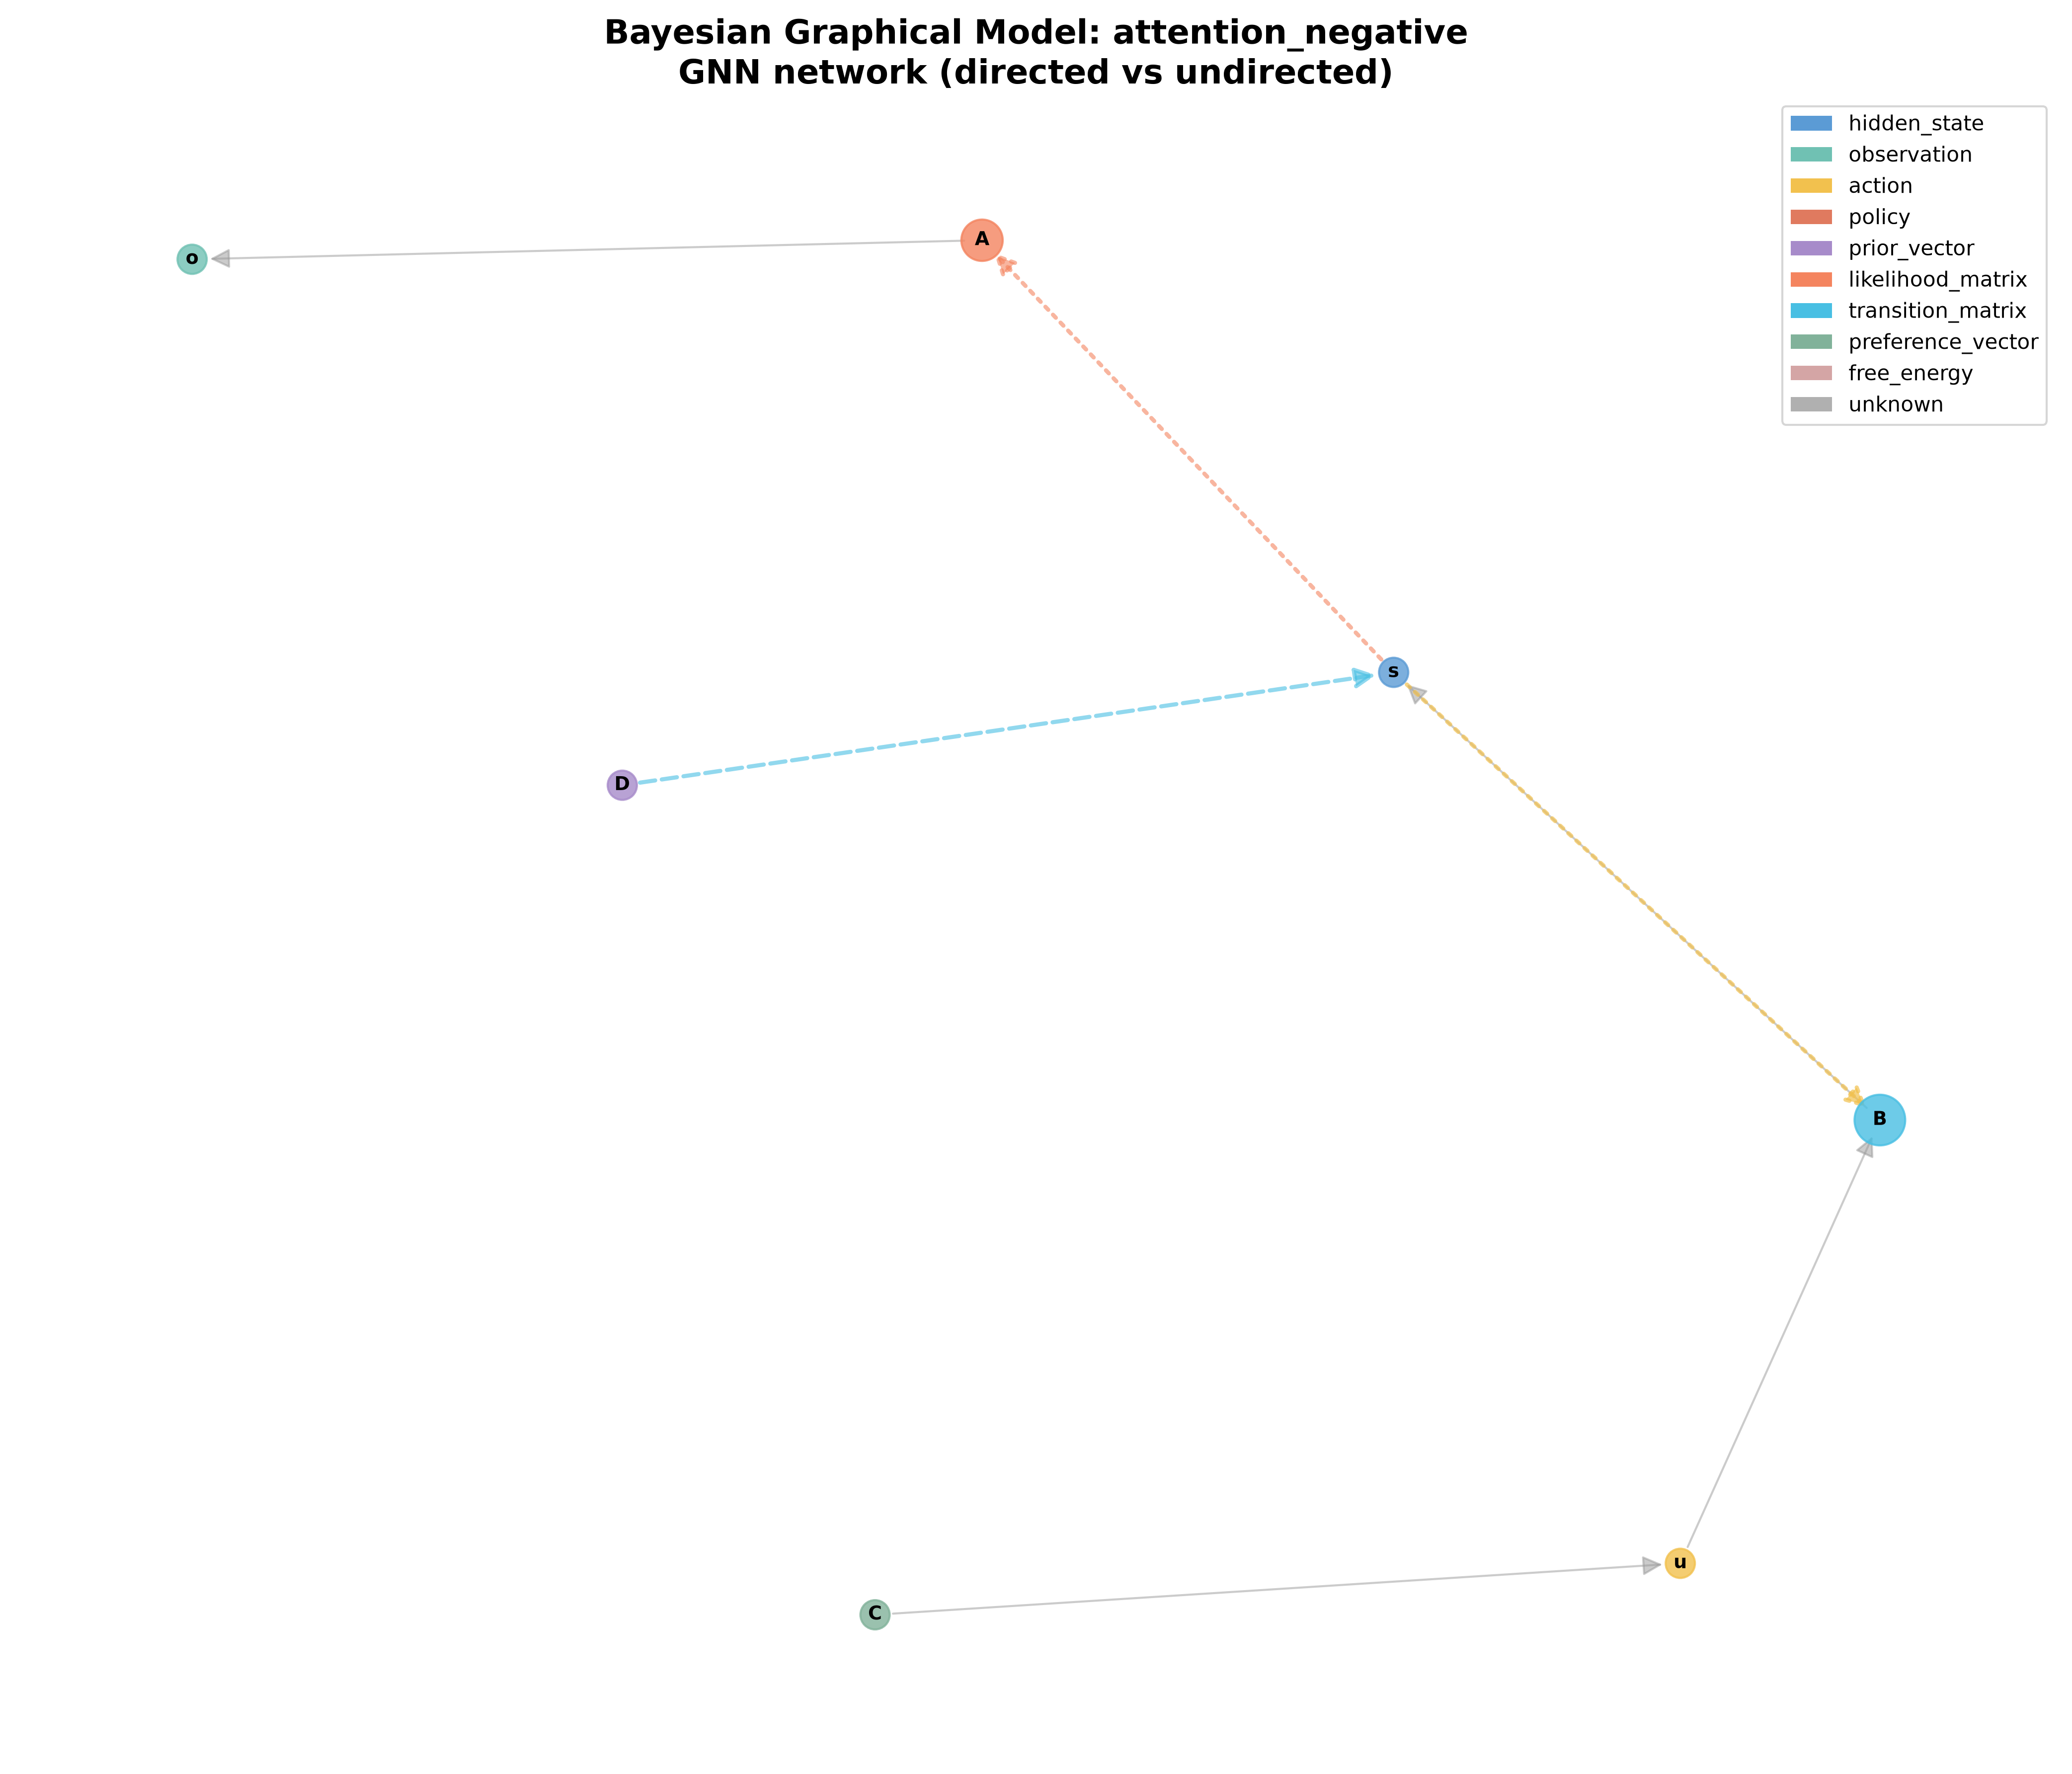 Bayesian Graphical Model: attention_negative
GNN network (directed vs undirected)
hidden_state
observation
action
policy
prior_vector
likelihood_matrix
transition_matrix
preference_vector
free_energy
unknown
A
o
s
D
B
u
C